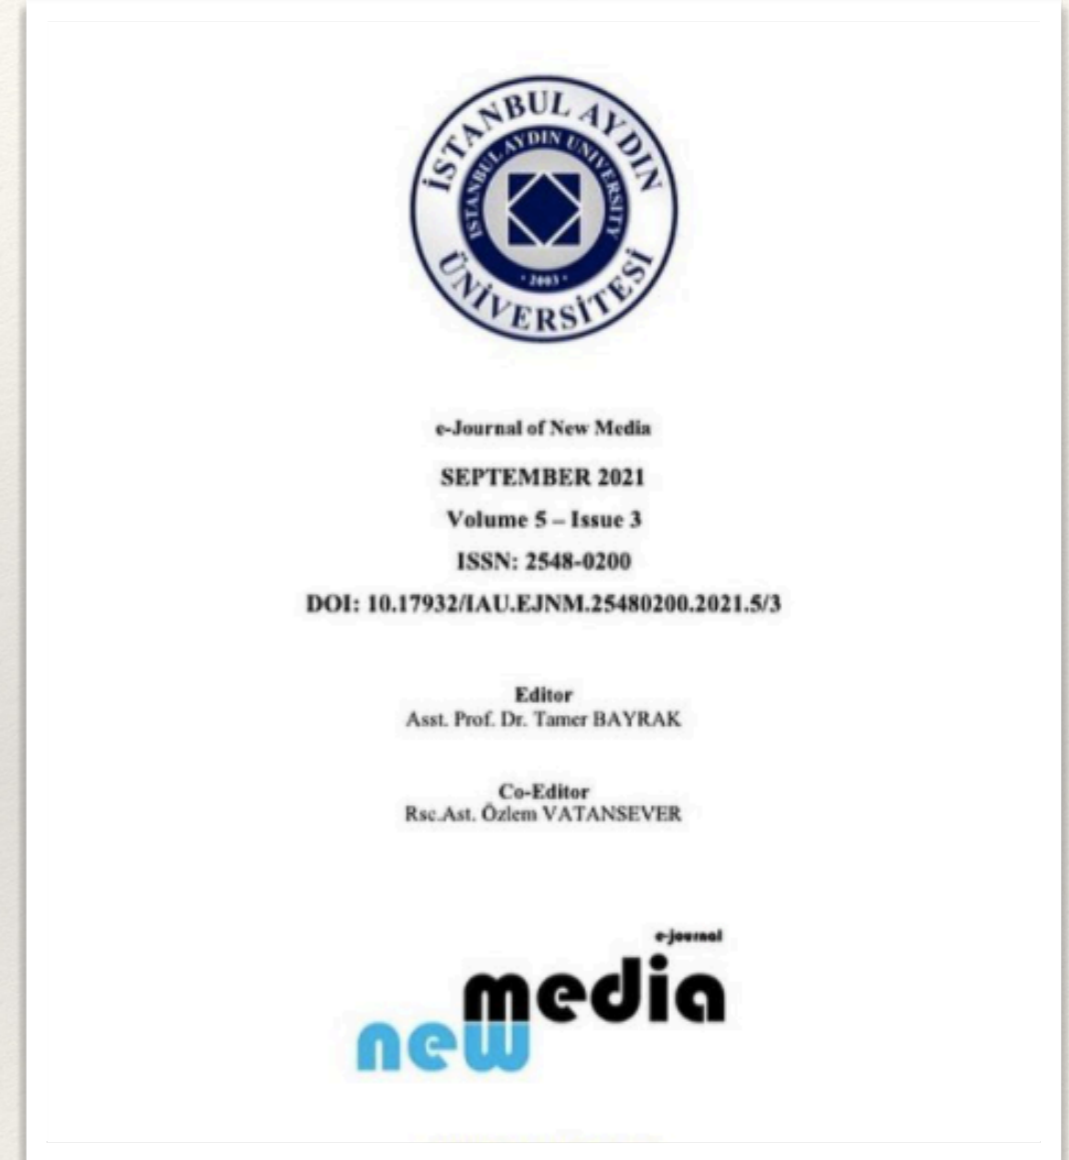 İSTANBUL AYDIN
ÜNİVERSİTESİ
ISTANBUL AYDIN UNIVERSITY
· 2003 ·
e-Journal of New Media
SEPTEMBER 2021
Volume 5 – Issue 3
ISSN: 2548-0200
DOI: 10.17932/IAU.EJNM.25480200.2021.5/3
Editor
Asst. Prof. Dr. Tamer BAYRAK
Co-Editor
Rsc.Ast. Özlem VATANSEVER
e-journal
media
new